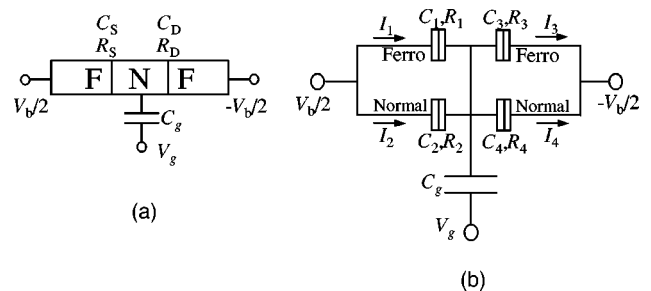 (a)
C_S C_D
R_S R_D
F N F
V_b/2 -V_b/2
C_g
V_g
(a)
(b)
I_1 C_1,R_1 C_3,R_3 I_3
Ferro Ferro
V_b/2 -V_b/2
Normal Normal
I_2 C_2,R_2 C_4,R_4 I_4
C_g
V_g
(b)